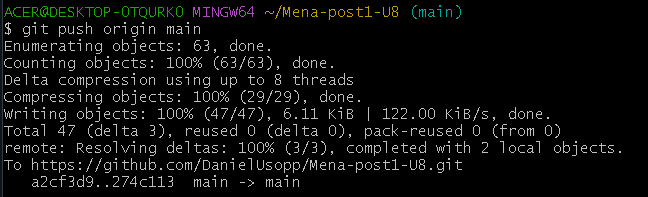 ACER@DESKTOP-OTQURKO MINGW64 ~/Mena-post1-U8 (main)
$ git push origin main
Enumerating objects: 63, done.
Counting objects: 100% (63/63), done.
Delta compression using up to 8 threads
Compressing objects: 100% (29/29), done.
Writing objects: 100% (47/47), 6.11 KiB | 122.00 KiB/s, done.
Total 47 (delta 3), reused 0 (delta 0), pack-reused 0 (from 0)
remote: Resolving deltas: 100% (3/3), completed with 2 local objects.
To https://github.com/DanielUsopp/Mena-post1-U8.git
   a2cf3d9..274c113  main -> main